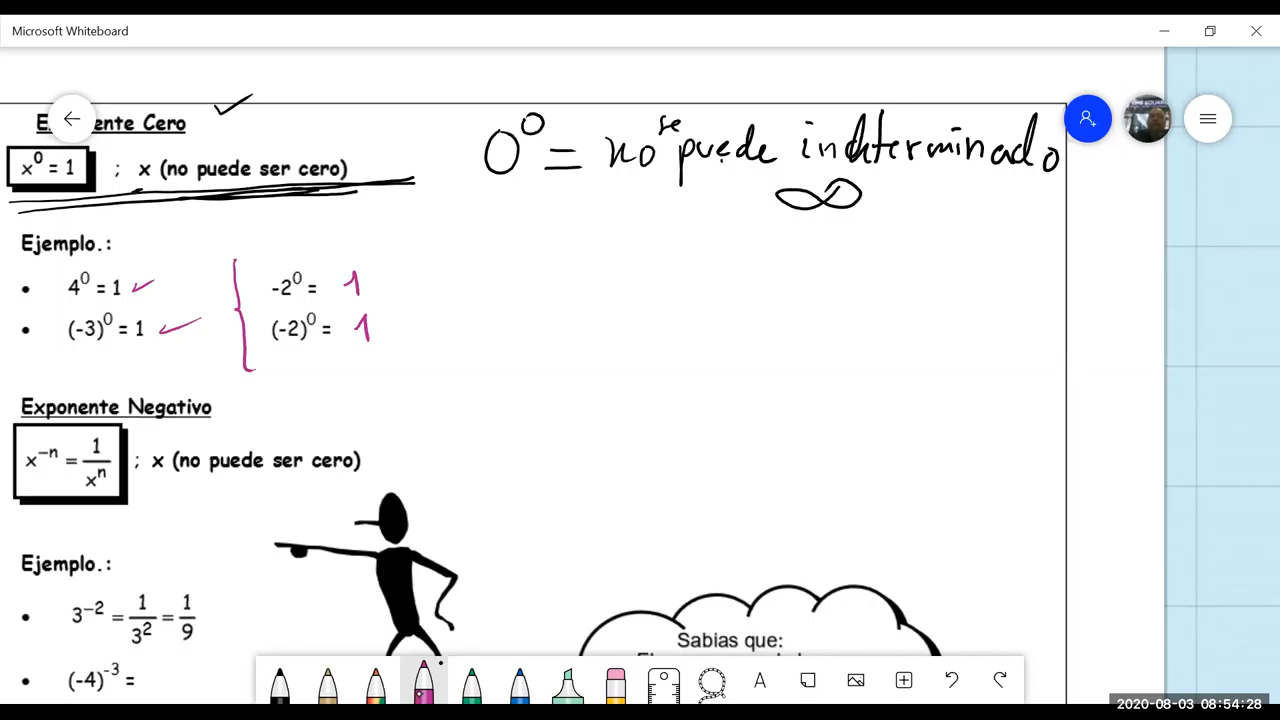 Microsoft Whiteboard
ente Cero
x⁰ = 1 ; x (no puede ser cero)
0⁰ = no se puede indeterminado
∞
Ejemplo.:
• 4⁰ = 1 ✓
-2⁰ = 1
• (-3)⁰ = 1 ✓
(-2)⁰ = 1
Exponente Negativo
x⁻ⁿ = 1/xⁿ ; x (no puede ser cero)
Ejemplo.:
• 3⁻² = 1/3² = 1/9
• (-4)⁻³ =
Sabias que:
2020-08-03 08:54:28